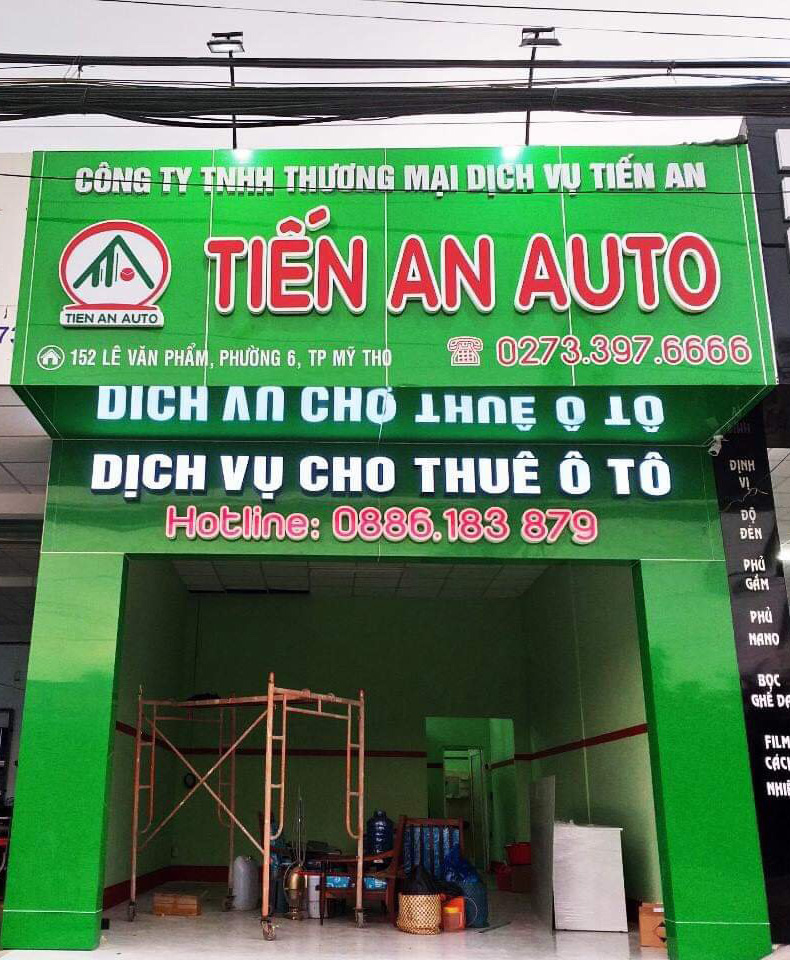 CÔNG TY TNHH THƯƠNG MẠI DỊCH VỤ TIẾN AN
TIẾN AN AUTO
TIEN AN AUTO
152 LÊ VĂN PHẨM, PHƯỜNG 6, TP MỸ THO
0273.397.6666
DỊCH VỤ CHO THUÊ Ô TÔ
Hotline: 0886.183 879
ĐỊNH
VỊ
ĐỘ
ĐÈN
PHỦ
GẦM
PHỦ
NANO
BỌC
GHẾ DA
FILM
CÁCH
NHIỆ